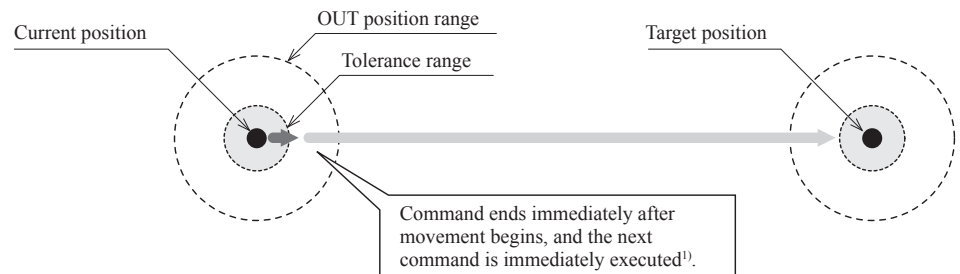 OUT position range
Current position
Target position
Tolerance range
Command ends immediately after
movement begins, and the next
command is immediately executed¹⁾.